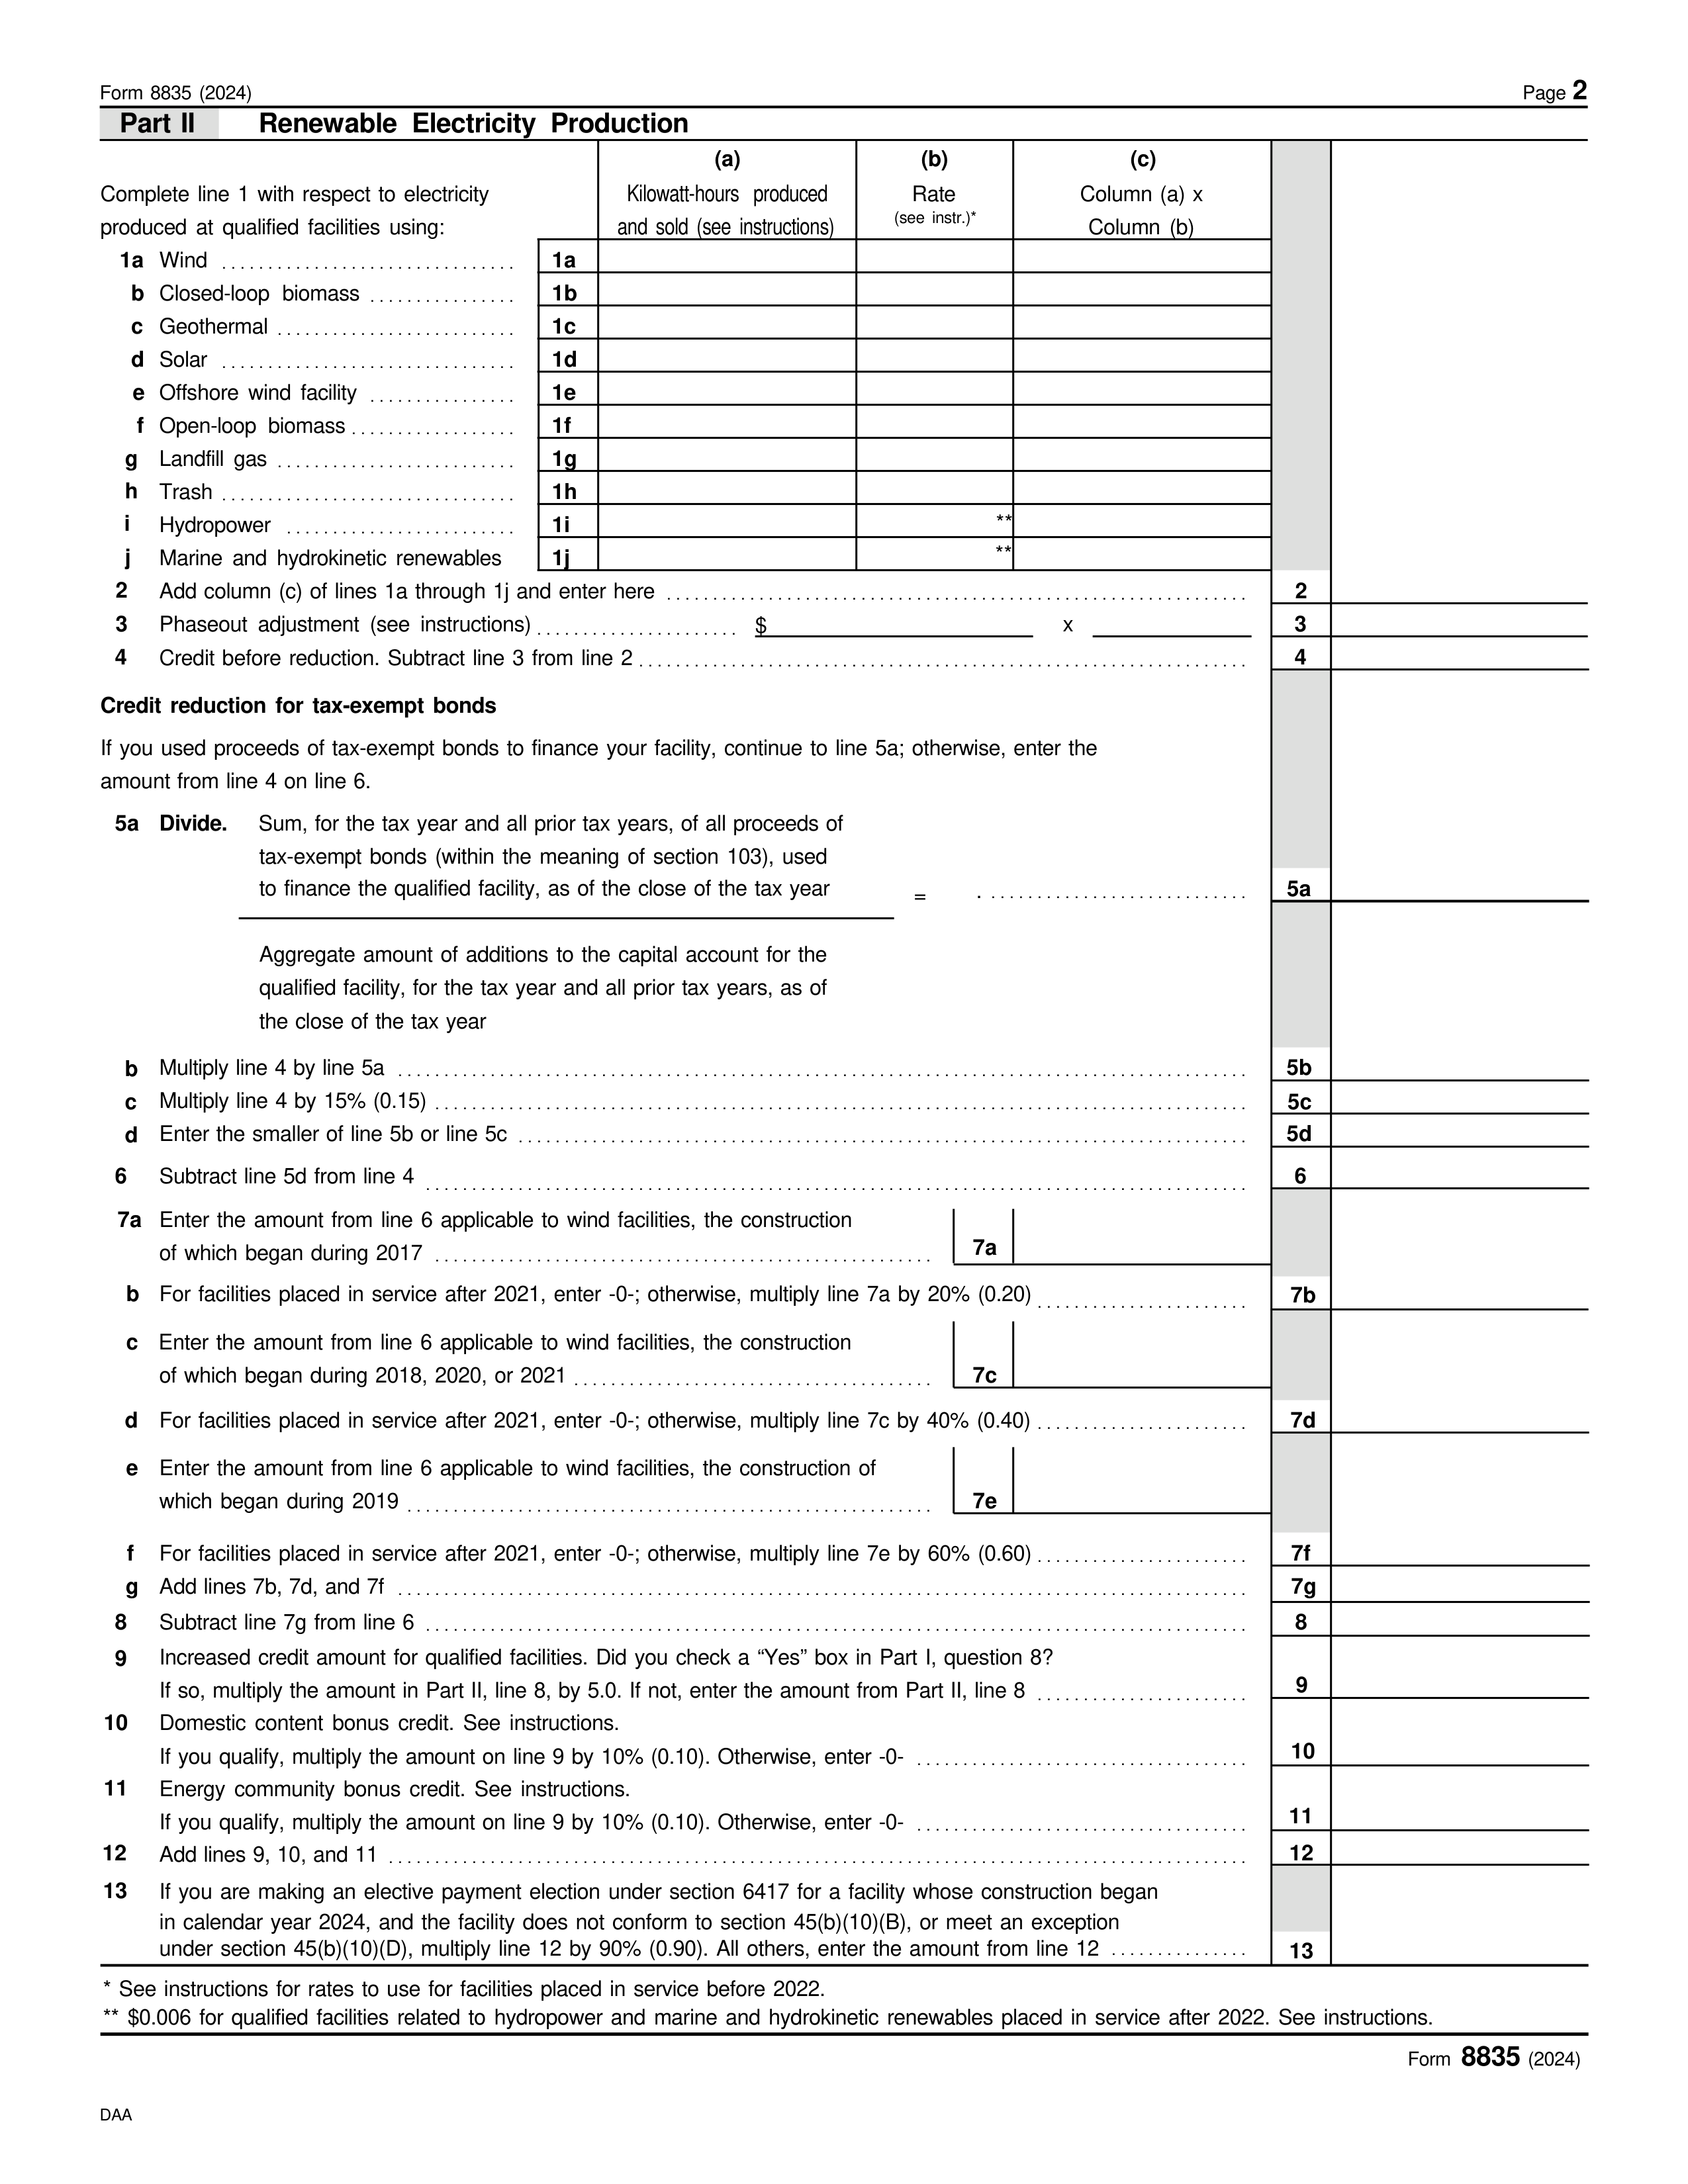 Form 8835 (2024) Page 2
Part II Renewable Electricity Production
(a) (b) (c)
Complete line 1 with respect to electricity Kilowatt-hours produced Rate Column (a) x
produced at qualified facilities using: and sold (see instructions) (see instr.)* Column (b)
1a Wind 1a
b Closed-loop biomass 1b
c Geothermal 1c
d Solar 1d
e Offshore wind facility 1e
f Open-loop biomass 1f
g Landfill gas 1g
h Trash 1h
i Hydropower 1i **
j Marine and hydrokinetic renewables 1j **
2 Add column (c) of lines 1a through 1j and enter here 2
3 Phaseout adjustment (see instructions) $ x 3
4 Credit before reduction. Subtract line 3 from line 2 4
Credit reduction for tax-exempt bonds
If you used proceeds of tax-exempt bonds to finance your facility, continue to line 5a; otherwise, enter the
amount from line 4 on line 6.
5a Divide. Sum, for the tax year and all prior tax years, of all proceeds of
tax-exempt bonds (within the meaning of section 103), used
to finance the qualified facility, as of the close of the tax year = . 5a
Aggregate amount of additions to the capital account for the
qualified facility, for the tax year and all prior tax years, as of
the close of the tax year
b Multiply line 4 by line 5a 5b
c Multiply line 4 by 15% (0.15) 5c
d Enter the smaller of line 5b or line 5c 5d
6 Subtract line 5d from line 4 6
7a Enter the amount from line 6 applicable to wind facilities, the construction
of which began during 2017 7a
b For facilities placed in service after 2021, enter -0-; otherwise, multiply line 7a by 20% (0.20) 7b
c Enter the amount from line 6 applicable to wind facilities, the construction
of which began during 2018, 2020, or 2021 7c
d For facilities placed in service after 2021, enter -0-; otherwise, multiply line 7c by 40% (0.40) 7d
e Enter the amount from line 6 applicable to wind facilities, the construction of
which began during 2019 7e
f For facilities placed in service after 2021, enter -0-; otherwise, multiply line 7e by 60% (0.60) 7f
g Add lines 7b, 7d, and 7f 7g
8 Subtract line 7g from line 6 8
9 Increased credit amount for qualified facilities. Did you check a “Yes” box in Part I, question 8?
If so, multiply the amount in Part II, line 8, by 5.0. If not, enter the amount from Part II, line 8 9
10 Domestic content bonus credit. See instructions.
If you qualify, multiply the amount on line 9 by 10% (0.10). Otherwise, enter -0- 10
11 Energy community bonus credit. See instructions.
If you qualify, multiply the amount on line 9 by 10% (0.10). Otherwise, enter -0- 11
12 Add lines 9, 10, and 11 12
13 If you are making an elective payment election under section 6417 for a facility whose construction began
in calendar year 2024, and the facility does not conform to section 45(b)(10)(B), or meet an exception
under section 45(b)(10)(D), multiply line 12 by 90% (0.90). All others, enter the amount from line 12 13
* See instructions for rates to use for facilities placed in service before 2022.
** $0.006 for qualified facilities related to hydropower and marine and hydrokinetic renewables placed in service after 2022. See instructions.
Form 8835 (2024)
DAA